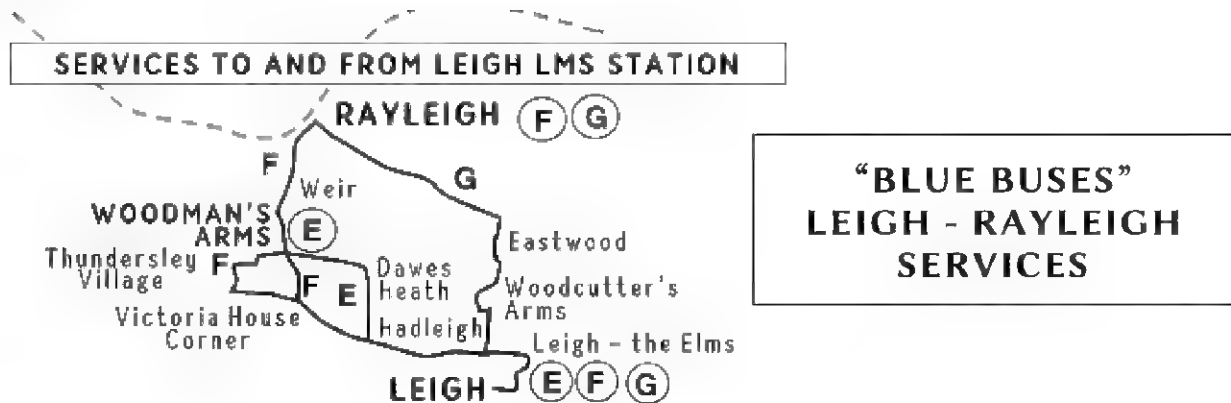 SERVICES TO AND FROM LEIGH LMS STATION
RAYLEIGH F G
F
G
Weir
WOODMAN'S
ARMS E
Eastwood
Thundersley
Village
F
F
E
Dawes
Heath
Woodcutter's
Arms
Victoria House
Corner
Hadleigh
Leigh - the Elms
LEIGH E F G
"BLUE BUSES"
LEIGH - RAYLEIGH
SERVICES